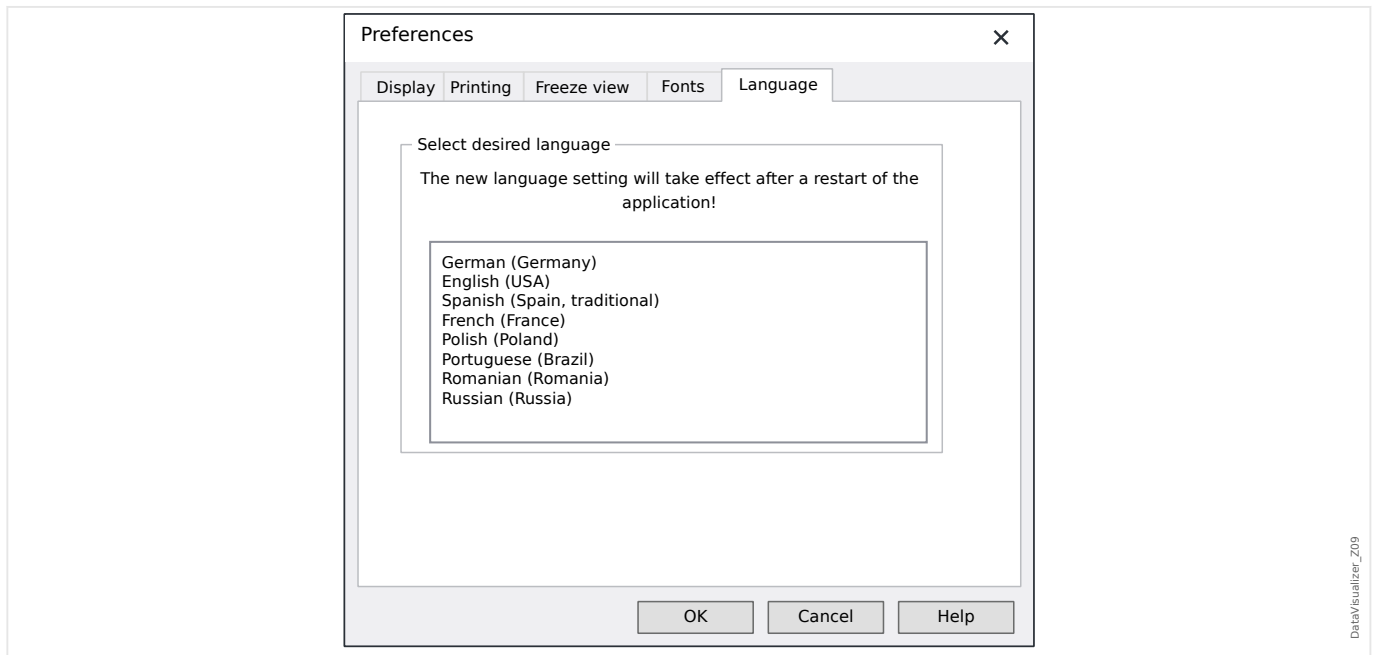 Preferences
Display Printing Freeze view Fonts Language
Select desired language
The new language setting will take effect after a restart of the
application!
German (Germany)
English (USA)
Spanish (Spain, traditional)
French (France)
Polish (Poland)
Portuguese (Brazil)
Romanian (Romania)
Russian (Russia)
OK Cancel Help
DataVisualizer_Z09